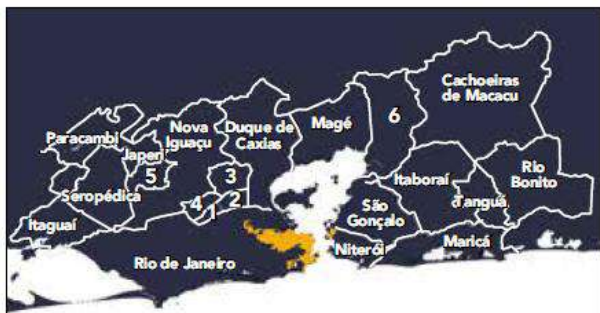 Cachoeiras
de Macacu
6
Nova
Iguaçu
Duque de
Caxias
Magé
Paracambi
Japeri
5
3
Seropédica
Itaboraí
Rio
Bonito
Tanguá
4
2
1
São
Gonçalo
Itaguaí
Rio de Janeiro
Niterói
Maricá